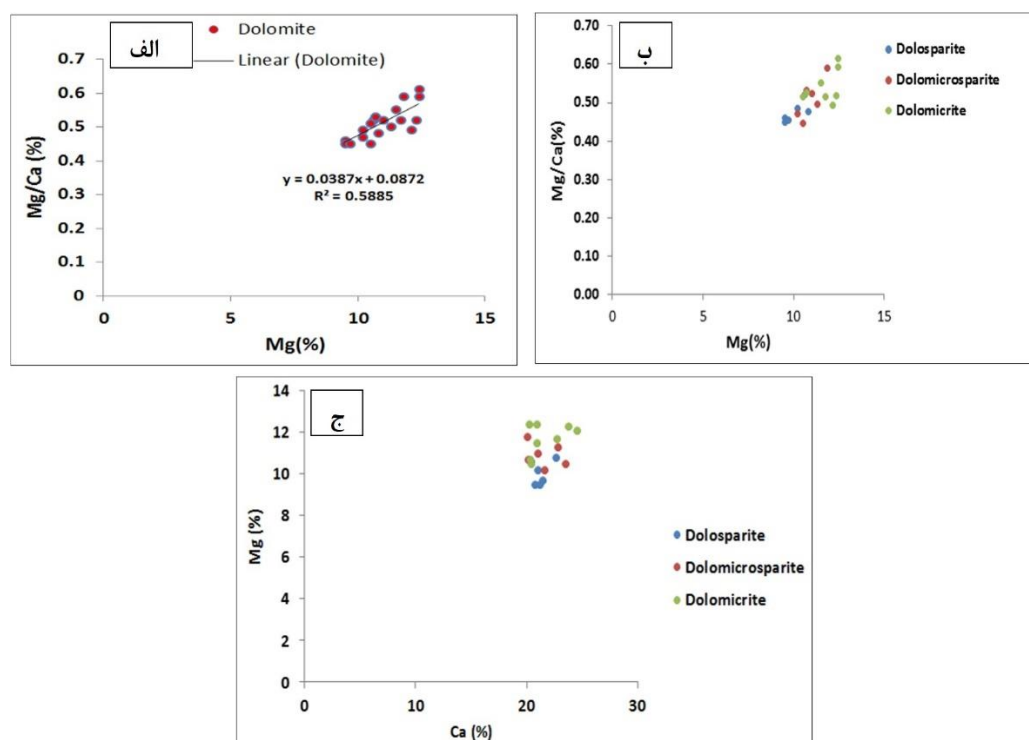 الف
Dolomite
Linear (Dolomite)
0.7
0.6
0.5
0.4
0.3
0.2
0.1
0
Mg/Ca (%)
y = 0.0387x + 0.0872
R² = 0.5885
0 5 10 15
Mg(%)
ب
0.70
0.60
0.50
0.40
0.30
0.20
0.10
0.00
Mg/Ca(%)
Dolosparite
Dolomicrosparite
Dolomicrite
0 5 10 15
Mg(%)
ج
14
12
10
8
6
4
2
0
Mg (%)
Dolosparite
Dolomicrosparite
Dolomicrite
0 10 20 30
Ca (%)